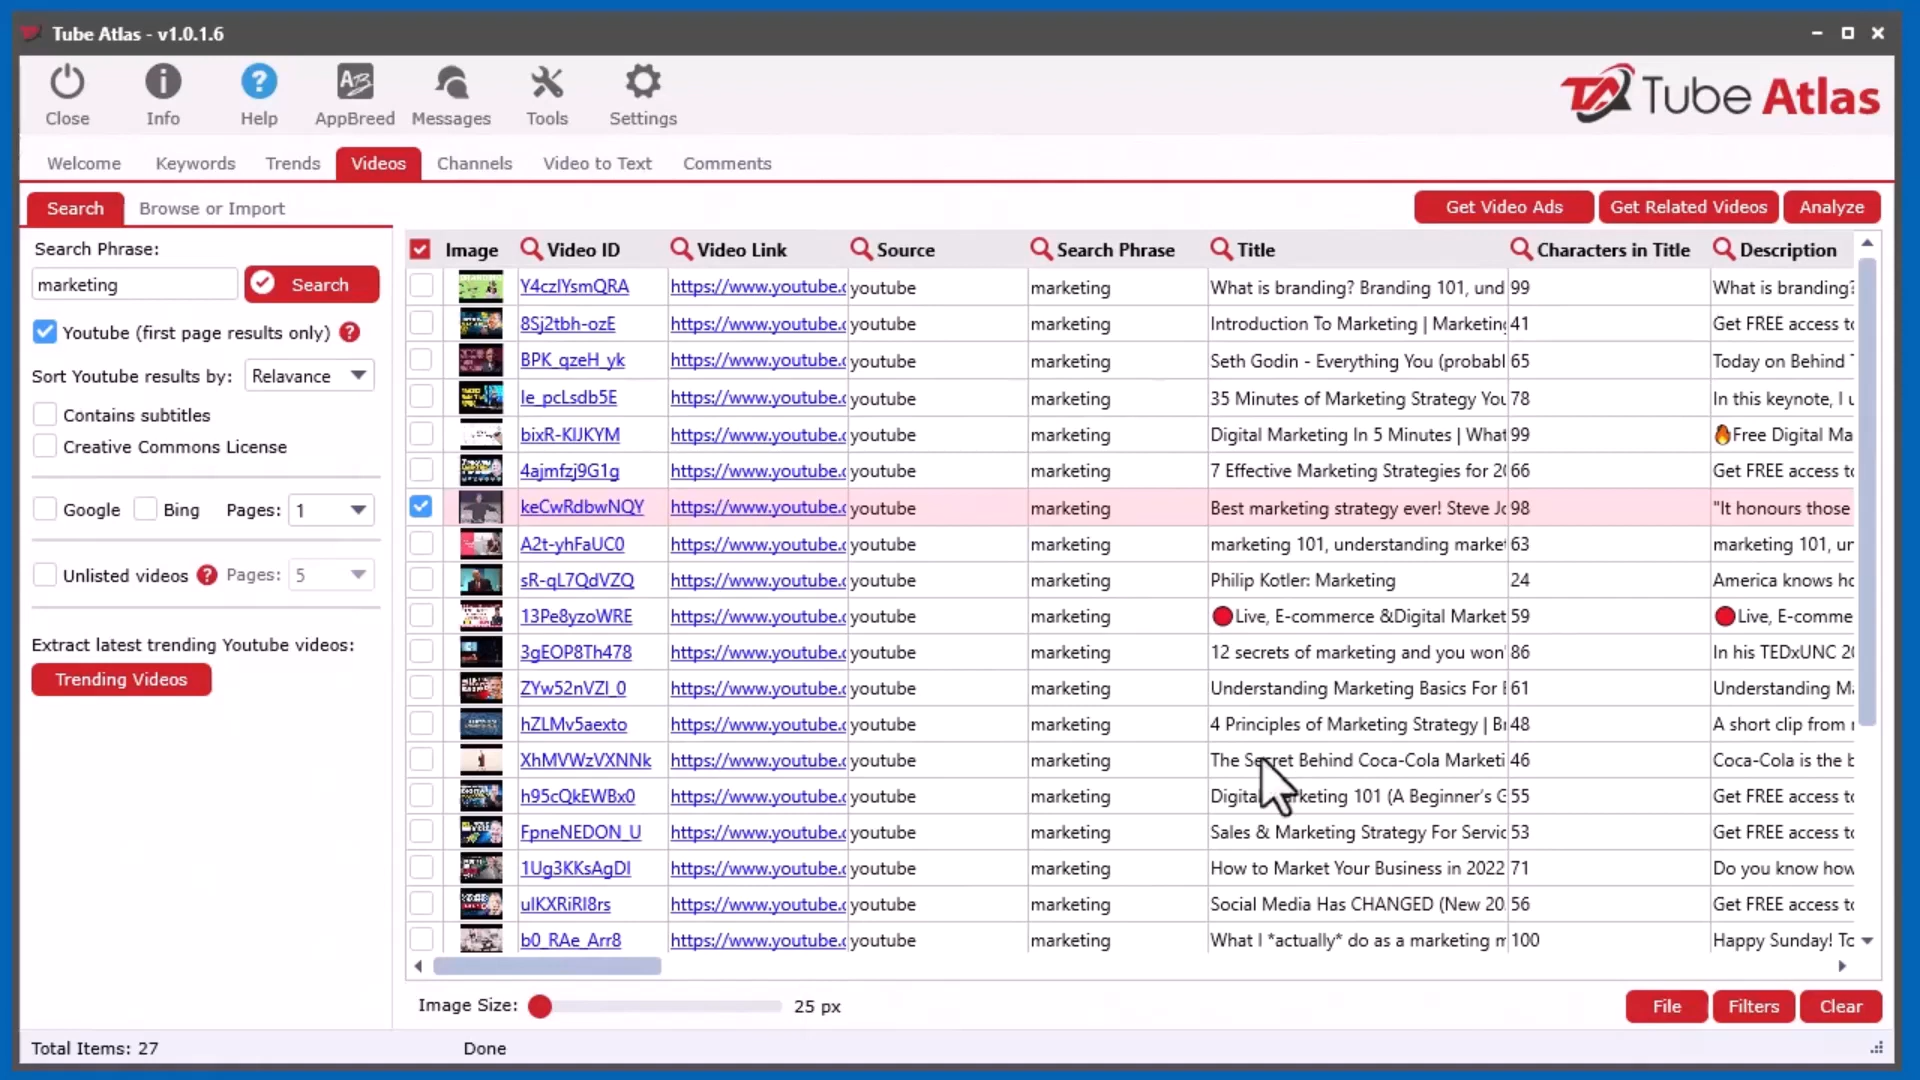 Tube Atlas - v1.0.1.6
Close Info Help AppBreed Messages Tools Settings
Tube Atlas
Welcome Keywords Trends Videos Channels Video to Text Comments
Search Browse or Import
Get Video Ads Get Related Videos Analyze
Search Phrase:
marketing Search
Youtube (first page results only)
Sort Youtube results by: Relavance
Contains subtitles
Creative Commons License
Google Bing Pages: 1
Unlisted videos Pages: 5
Extract latest trending Youtube videos:
Trending Videos
Image Video ID Video Link Source Search Phrase Title Characters in Title Description
Y4czIYsmQRA https://www.youtube.c youtube marketing What is branding? Branding 101, und 99 What is branding?
8Sj2tbh-ozE https://www.youtube.c youtube marketing Introduction To Marketing | Marketing 41 Get FREE access to
BPK_qzeH_yk https://www.youtube.c youtube marketing Seth Godin - Everything You (probabl 65 Today on Behind T
Ie_pcLsdb5E https://www.youtube.c youtube marketing 35 Minutes of Marketing Strategy You 78 In this keynote, I u
bixR-KIJKYM https://www.youtube.c youtube marketing Digital Marketing In 5 Minutes | What 99 🔥Free Digital Ma
4ajmfzj9G1g https://www.youtube.c youtube marketing 7 Effective Marketing Strategies for 20 66 Get FREE access to
keCwRdbwNQY https://www.youtube.c youtube marketing Best marketing strategy ever! Steve Jo 98 "It honours those
A2t-yhFaUC0 https://www.youtube.c youtube marketing marketing 101, understanding market 63 marketing 101, un
sR-qL7QdVZQ https://www.youtube.c youtube marketing Philip Kotler: Marketing 24 America knows ho
13Pe8yzoWRE https://www.youtube.c youtube marketing 🔴Live, E-commerce &Digital Market 59 🔴Live, E-comme
3gEOP8Th478 https://www.youtube.c youtube marketing 12 secrets of marketing and you won' 86 In his TEDxUNC 20
ZYw52nVZI_0 https://www.youtube.c youtube marketing Understanding Marketing Basics For 61 Understanding Ma
hZLMv5aexto https://www.youtube.c youtube marketing 4 Principles of Marketing Strategy | Br 48 A short clip from
XhMVWzVXNNk https://www.youtube.c youtube marketing The Secret Behind Coca-Cola Marketi 46 Coca-Cola is the b
h95cQkEWBx0 https://www.youtube.c youtube marketing Digital Marketing 101 (A Beginner's G 55 Get FREE access to
FpneNEDON_U https://www.youtube.c youtube marketing Sales & Marketing Strategy For Servic 53 Get FREE access to
1Ug3KKsAgDI https://www.youtube.c youtube marketing How to Market Your Business in 2022 71 Do you know how
ulKXRiRI8rs https://www.youtube.c youtube marketing Social Media Has CHANGED (New 20 56 Get FREE access to
b0_RAe_Arr8 https://www.youtube.c youtube marketing What I *actually* do as a marketing m 100 Happy Sunday! To
Image Size: 25 px
File Filters Clear
Total Items: 27 Done